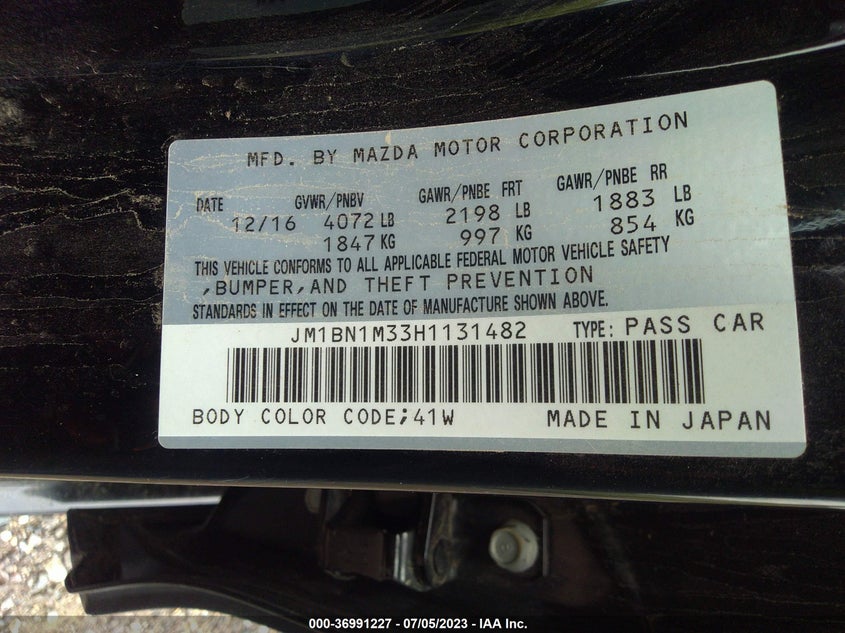 MFD. BY MAZDA MOTOR CORPORATION
DATE GVWR/PNBV GAWR/PNBE FRT GAWR/PNBE RR
12/16 4072 LB 2198 LB 1883 LB
1847 KG 997 KG 854 KG
THIS VEHICLE CONFORMS TO ALL APPLICABLE FEDERAL MOTOR VEHICLE SAFETY
,BUMPER,AND THEFT PREVENTION
STANDARDS IN EFFECT ON THE DATE OF MANUFACTURE SHOWN ABOVE.
JM1BN1M33H1131482 TYPE: PASS CAR
BODY COLOR CODE;41W MADE IN JAPAN
000-36991227 - 07/05/2023 - IAA Inc.